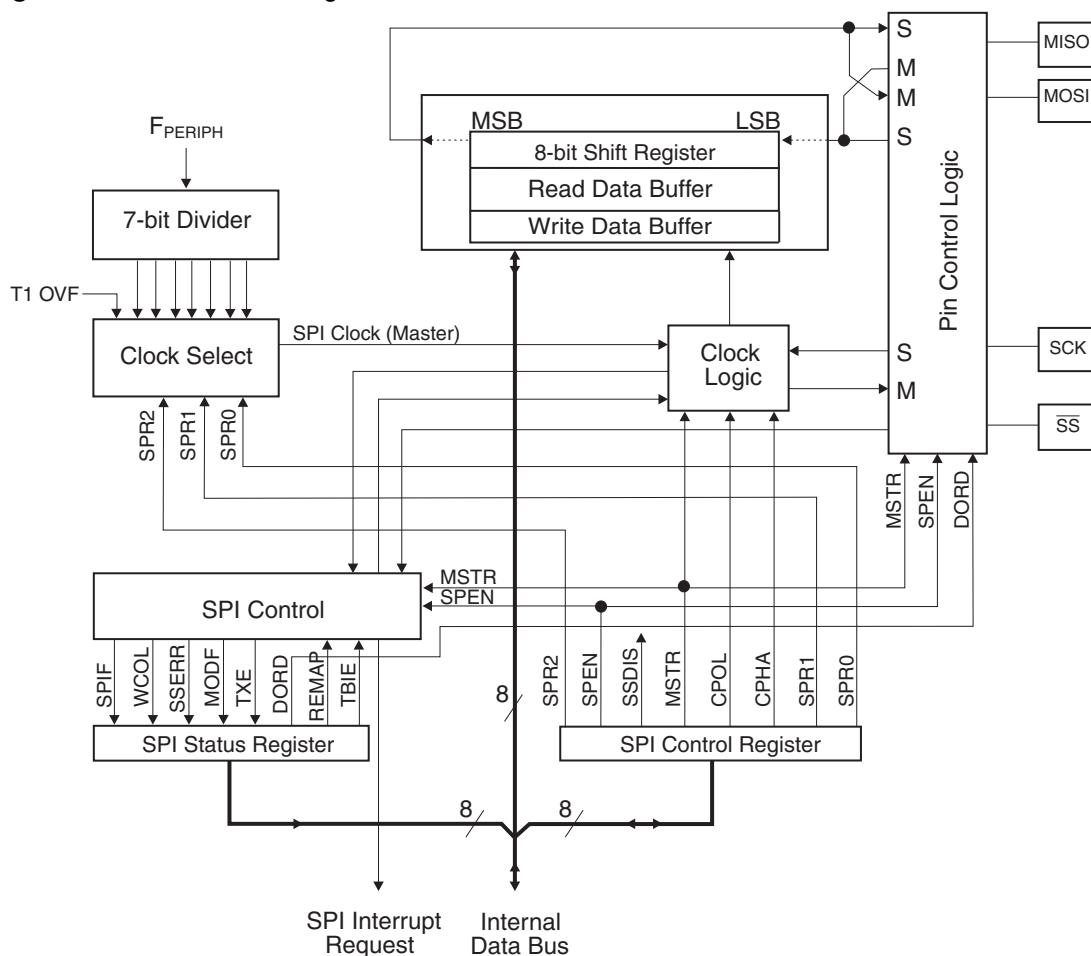 S
MISO
M
M
MOSI
MSB
LSB
S
8-bit Shift Register
FPERIPH
Read Data Buffer
7-bit Divider
Write Data Buffer
Pin Control Logic
T1 OVF
SPI Clock (Master)
Clock Select
Clock
Logic
S
SCK
M
SPR2
SPR1
SPR0
SS
MSTR
SPEN
DORD
MSTR
SPEN
SPI Control
SPIF
WCOL
SSERR
MODF
TXE
DORD
REMAP
TBIE
8
SPR2
SPEN
SSDIS
MSTR
CPOL
CPHA
SPR1
SPR0
SPI Status Register
SPI Control Register
8
8
SPI Interrupt
Request
Internal
Data Bus